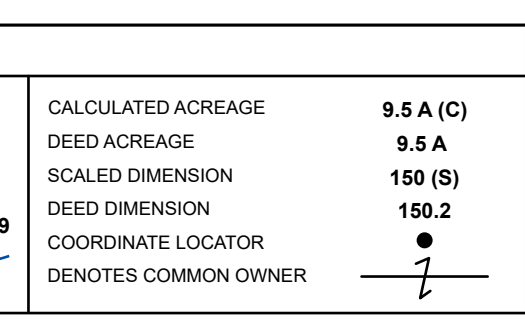 CALCULATED ACREAGE 9.5 A (C)
DEED ACREAGE 9.5 A
SCALED DIMENSION 150 (S)
DEED DIMENSION 150.2
9
COORDINATE LOCATOR
DENOTES COMMON OWNER